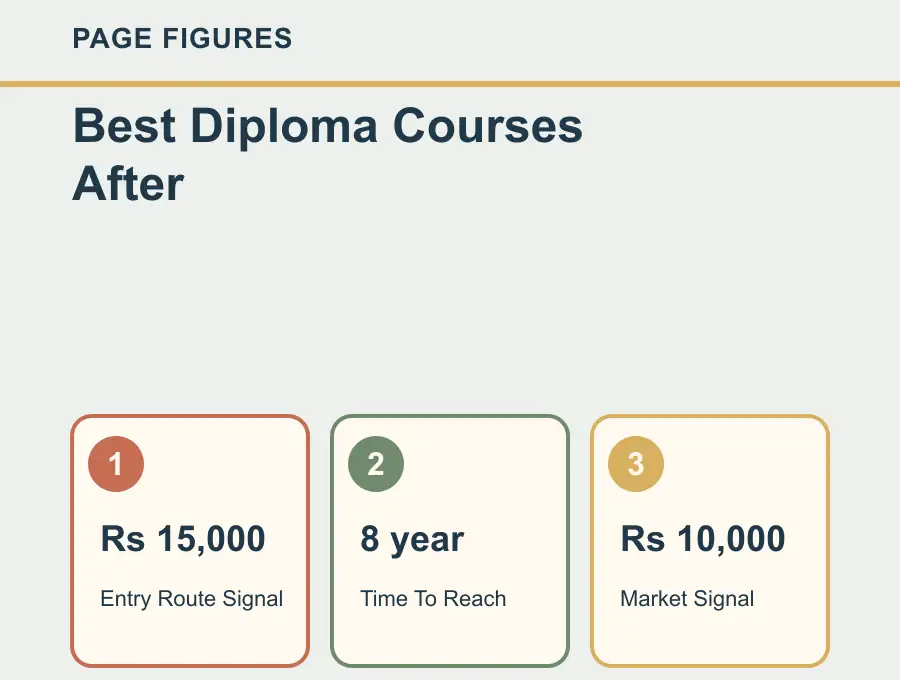 PAGE FIGURES
Best Diploma Courses
After
1
Rs 15,000
Entry Route Signal
2
8 year
Time To Reach
3
Rs 10,000
Market Signal